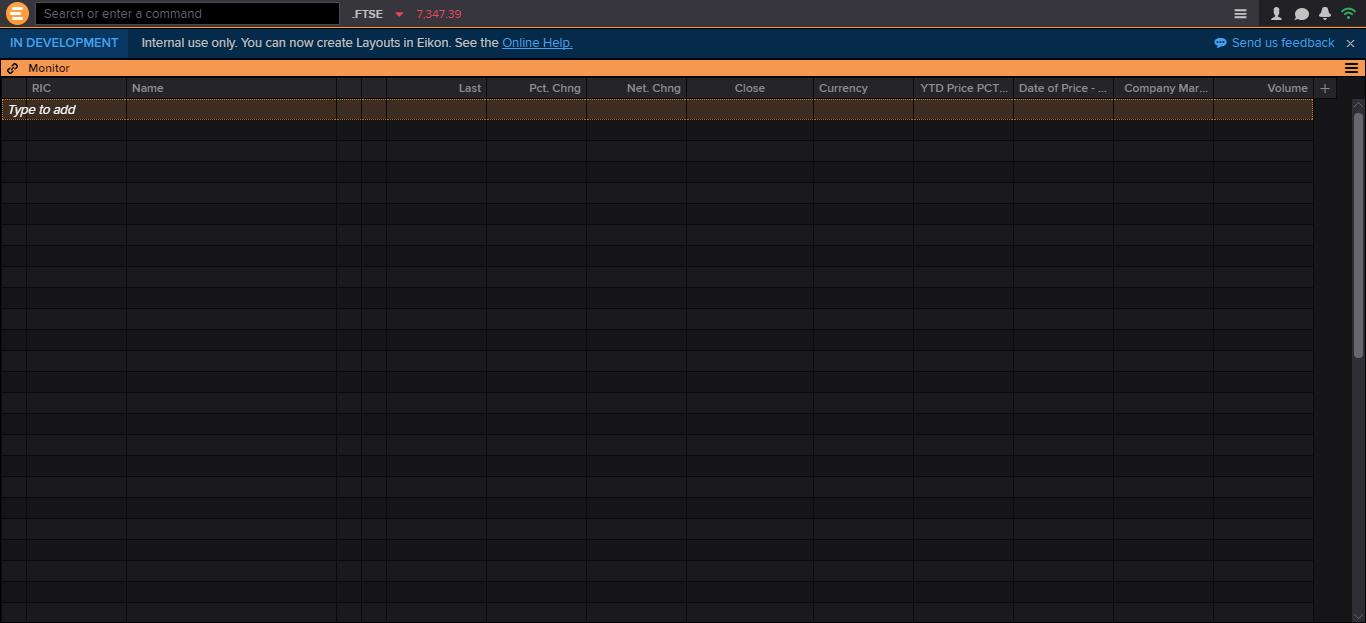 Search or enter a command .FTSE 7,347.39
IN DEVELOPMENT Internal use only. You can now create Layouts in Eikon. See the Online Help. Send us feedback
Monitor
RIC Name Last Pct. Chng Net. Chng Close Currency YTD Price PCT... Date of Price - ... Company Mar... Volume
Type to add